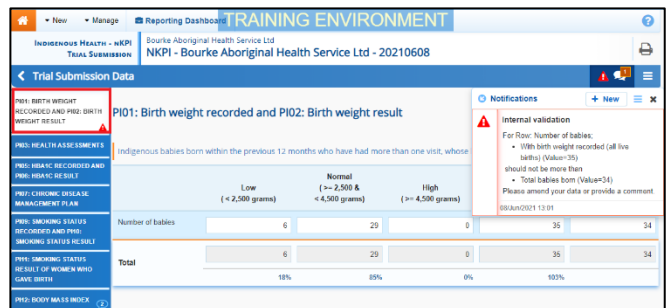 New
Manage
Reporting Dashboard
TRAINING ENVIRONMENT
INDIGENOUS HEALTH - NKPI
TRIAL SUBMISSION
Bourke Aboriginal Health Service Ltd
NKPI - Bourke Aboriginal Health Service Ltd - 20210608
Trial Submission Data
PI01: BIRTH WEIGHT
RECORDED AND PI02: BIRTH
WEIGHT RESULT
PI03: HEALTH ASSESSMENTS
PI05: HBA1C RECORDED AND
PI06: HBA1C RESULT
PI07: CHRONIC DISEASE
MANAGEMENT PLAN
PI09: SMOKING STATUS
RECORDED AND PI10:
SMOKING STATUS RESULT
PI11: SMOKING STATUS
RESULT OF WOMEN WHO
GAVE BIRTH
PI12: BODY MASS INDEX
2
PI01: Birth weight recorded and PI02: Birth weight result
Indigenous babies born within the previous 12 months who have had more than one visit, whose
Low
( < 2,500 grams)
Normal
( >= 2,500 &
< 4,500 grams)
High
( >= 4,500 grams)
Number of babies 6 29 0 35 34
Total 6 29 0 35 34
18% 85% 0% 103%
Notifications
+ New
Internal validation
For Row: Number of babies;
• With birth weight recorded (all live
births) (Value=35)
should not be more than
• Total babies born (Value=34)
Please amend your data or provide a comment
08/Jun/2021 13:01